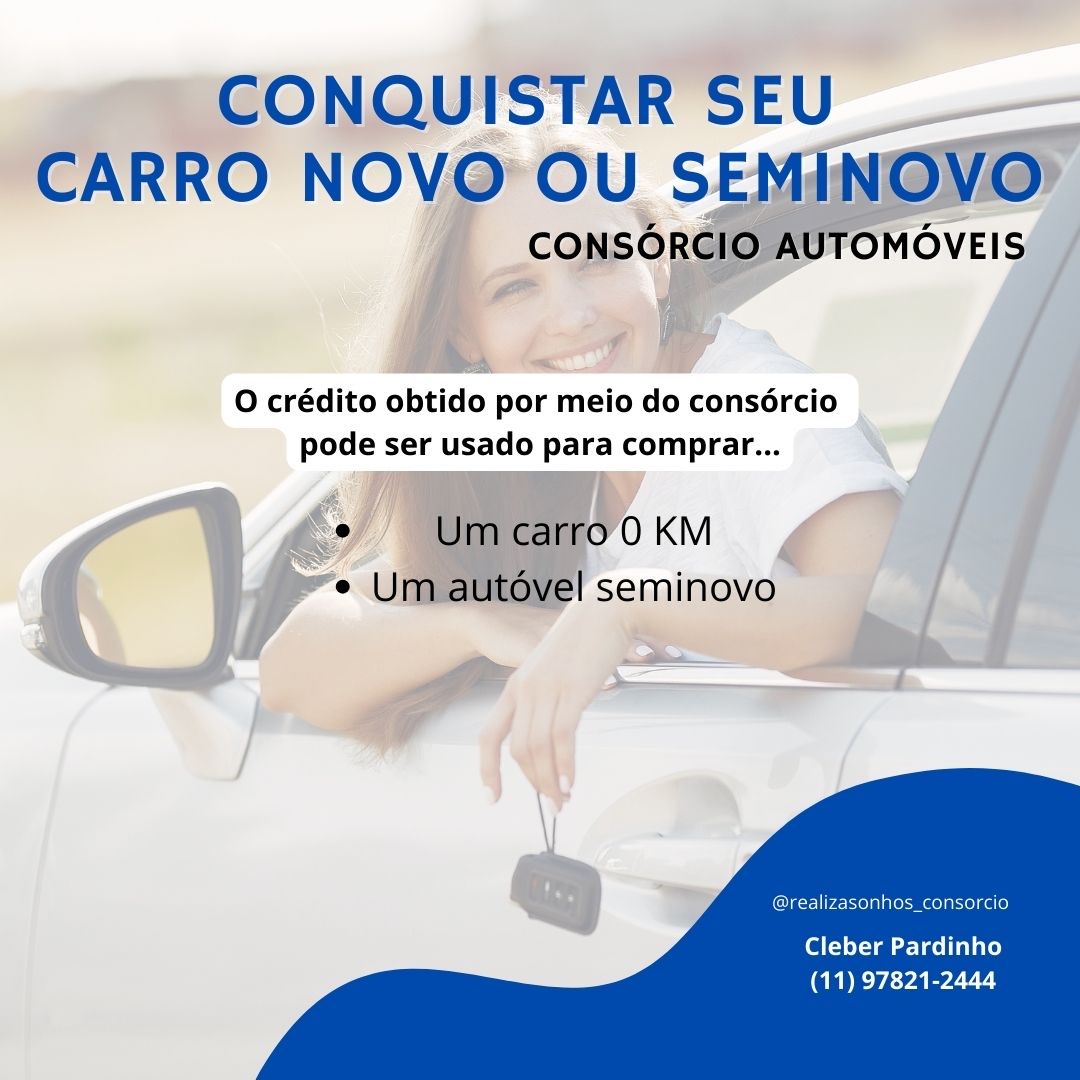 CONQUISTAR SEU
CARRO NOVO OU SEMINOVO
CONSÓRCIO AUTOMÓVEIS
O crédito obtido por meio do consórcio
pode ser usado para comprar...
• Um carro 0 KM
• Um autóvel seminovo
@realizasonhos_consorcio
Cleber Pardinho
(11) 97821-2444